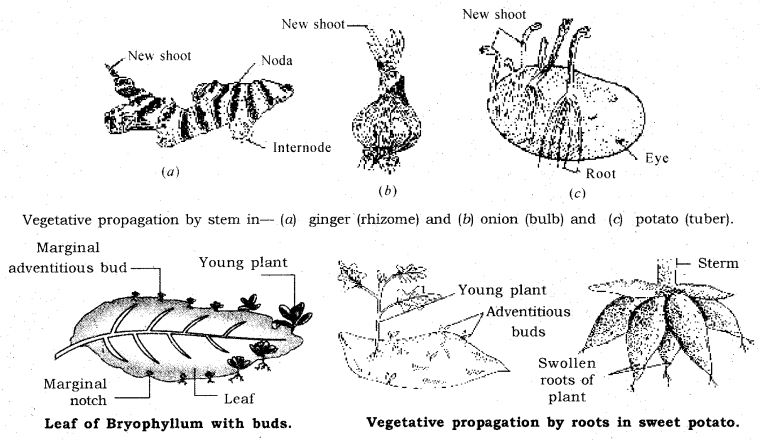 New shoot
Noda
Internode
(a)
New shoot
(b)
New shoot
Eye
Root
(c)
Vegetative propagation by stem in— (a) ginger (rhizome) and (b) onion (bulb) and (c) potato (tuber).
Marginal
adventitious bud
Young plant
Marginal
notch
Leaf
Leaf of Bryophyllum with buds.
Young plant
Adventitious
buds
Sterm
Swollen
roots of
plant
Vegetative propagation by roots in sweet potato.